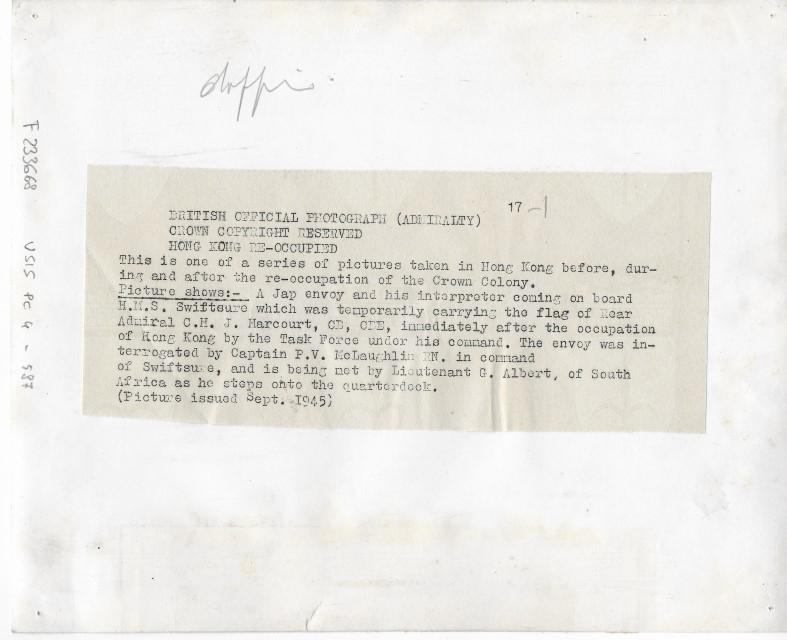 F 233668 USIS PC 4 - 587
17 -1
BRITISH OFFICIAL PHOTOGRAPH (ADMIRALTY)
CROWN COPYRIGHT RESERVED
HONG KONG RE-OCCUPIED
This is one of a series of pictures taken in Hong Kong before, dur-
ing and after the re-occupation of the Crown Colony.
Picture shows:- A Jap envoy and his interpreter coming on board
H.M.S. Swiftsure which was temporarily carrying the flag of Rear
Admiral C.H. J. Harcourt, CB, CBE, immediately after the occupation
of Hong Kong by the Task Force under his command. The envoy was in-
terrogated by Captain P.V. McLaughlin RN. in command
of Swiftsure, and is being met by Lieutenant G. Albert, of South
Africa as he steps onto the quarterdeck.
(Picture issued Sept. 1945)